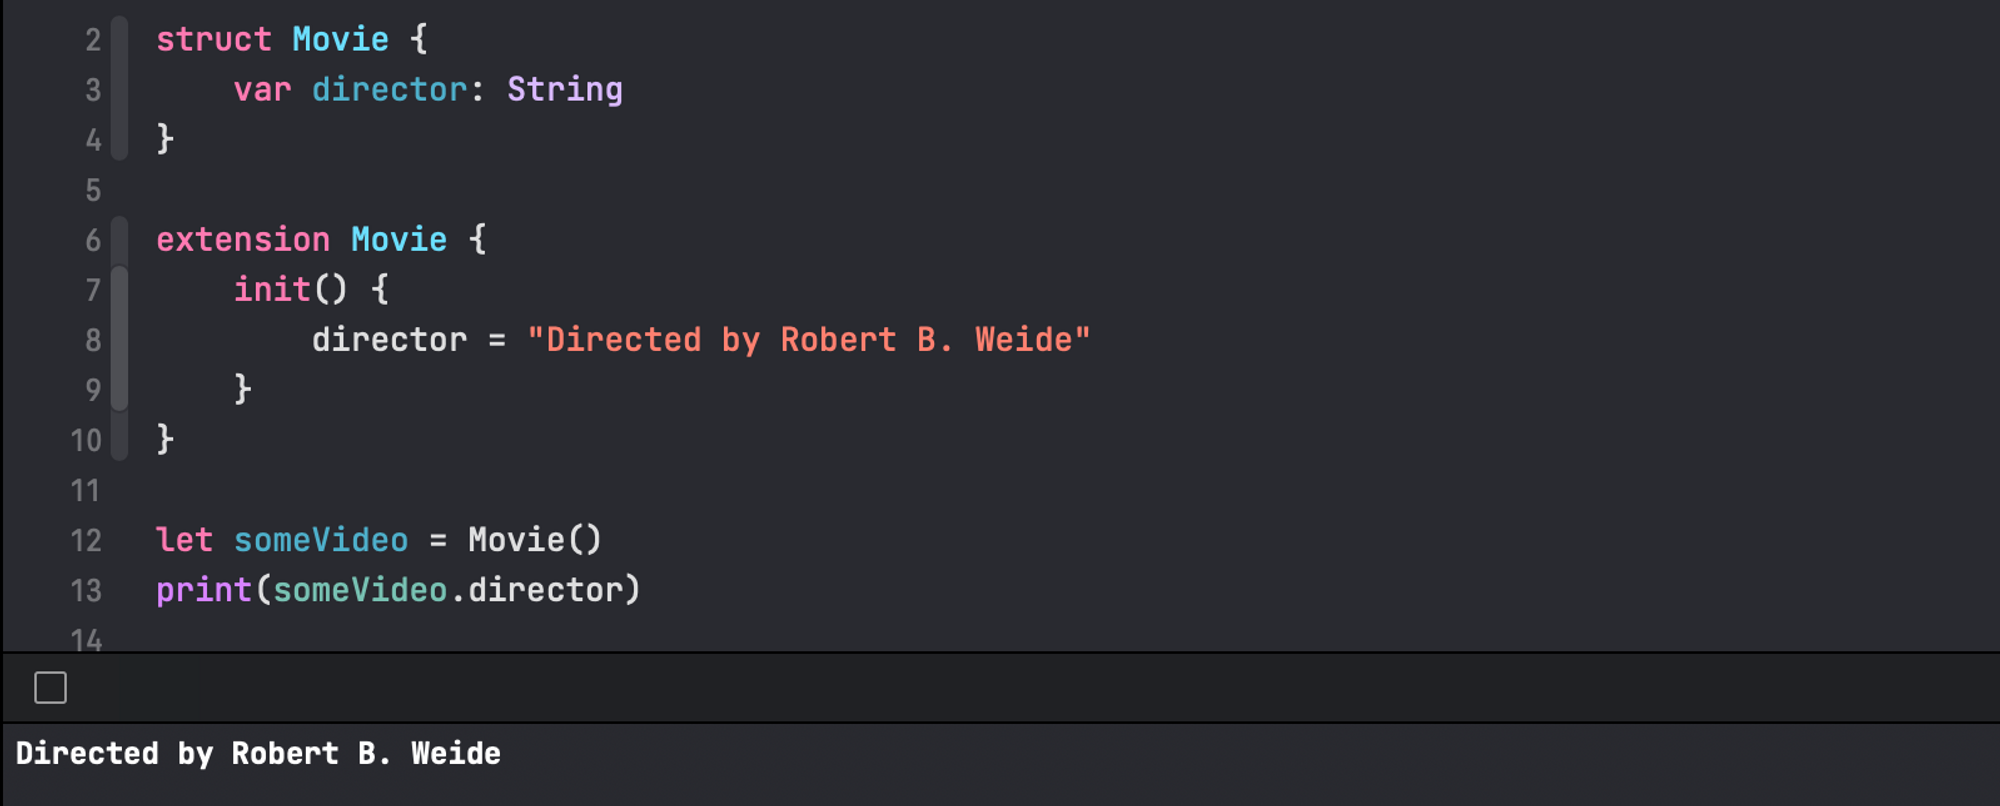 2 struct Movie {
3 var director: String
4 }
5
6 extension Movie {
7 init() {
8 director = "Directed by Robert B. Weide"
9 }
10 }
11
12 let someVideo = Movie()
13 print(someVideo.director)
14
Directed by Robert B. Weide